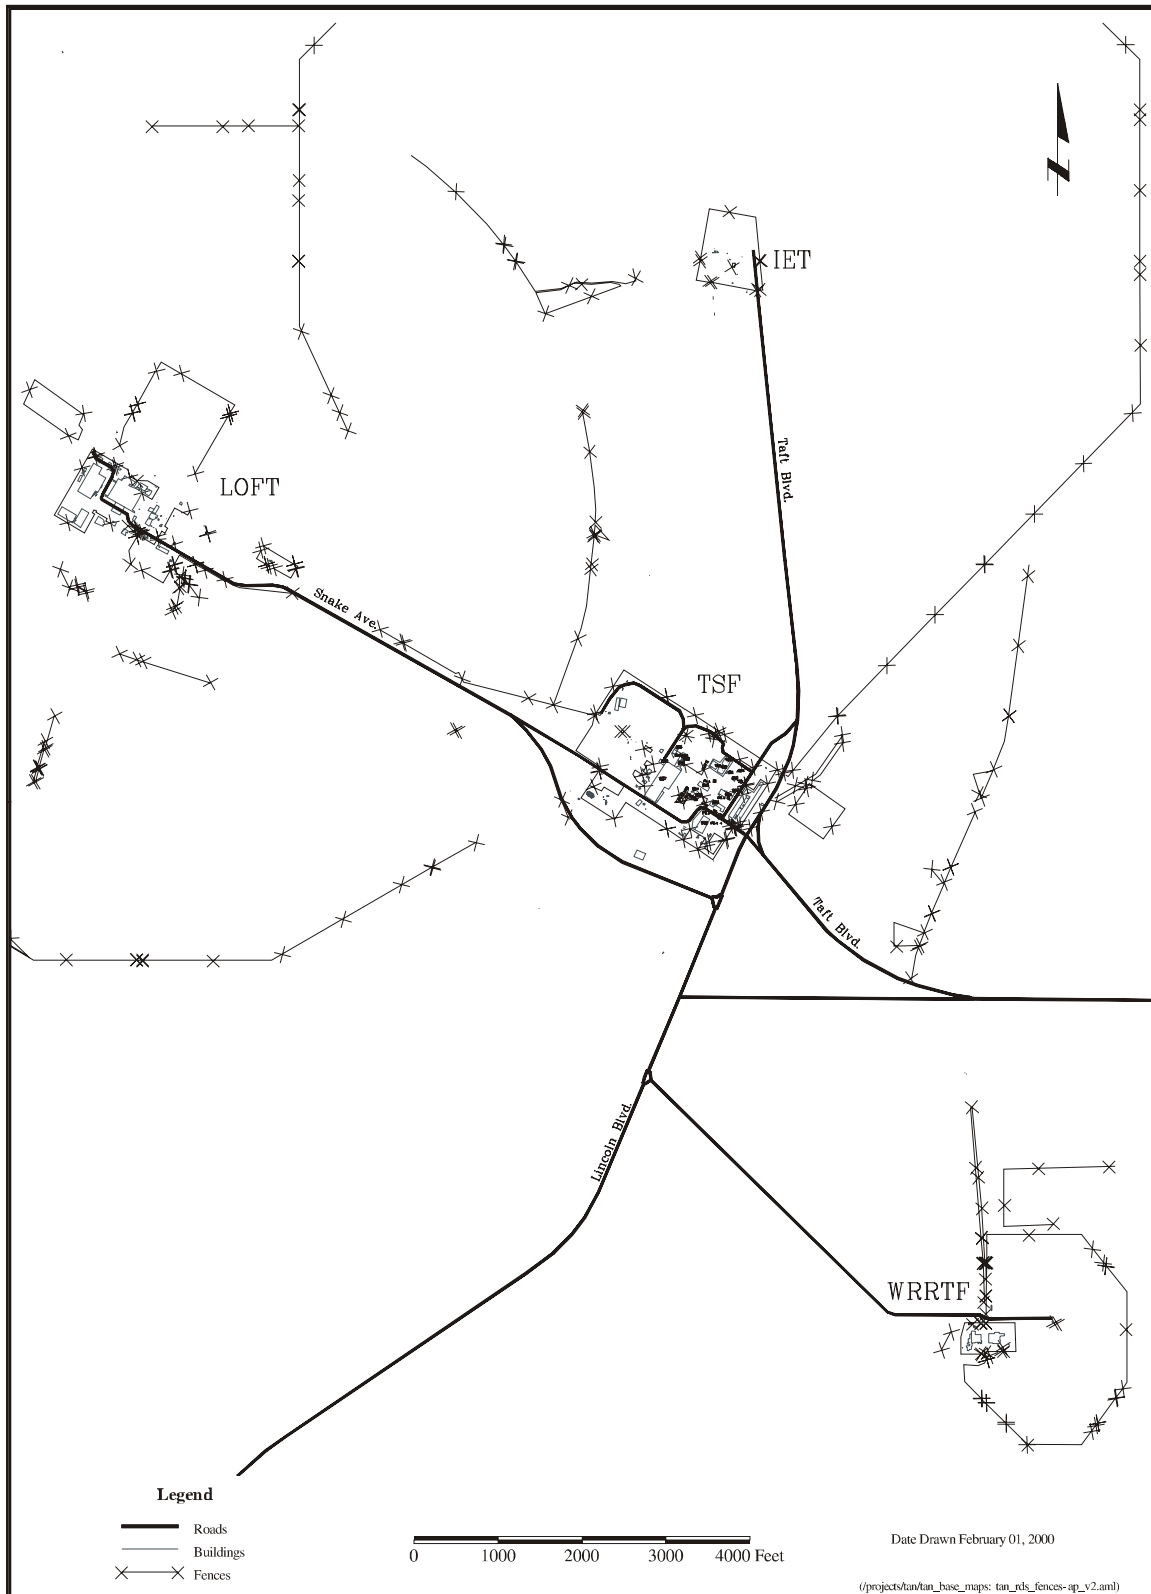 N
IET
Taft Blvd.
LOFT
Snake Ave.
TSF
Taft Blvd.
Lincoln Blvd.
WRRTF
Legend
Roads
Buildings
Fences
0 1000 2000 3000 4000 Feet
Date Drawn February 01, 2000
(/projects/tan/tan_base_maps: tan_rds_fences-ap_v2.aml)